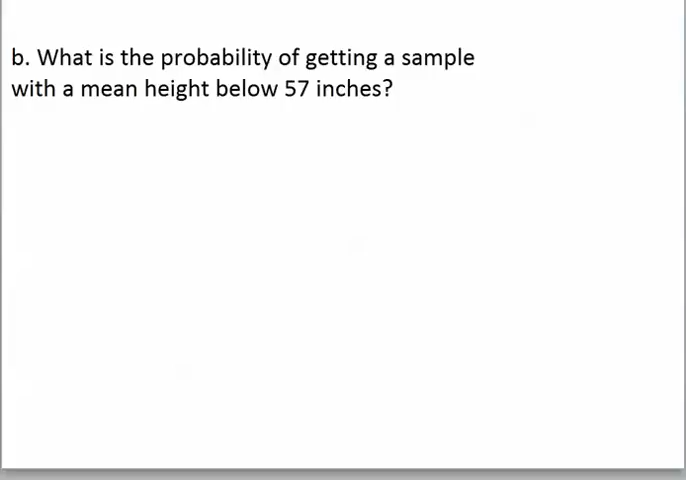 b. What is the probability of getting a sample
with a mean height below 57 inches?